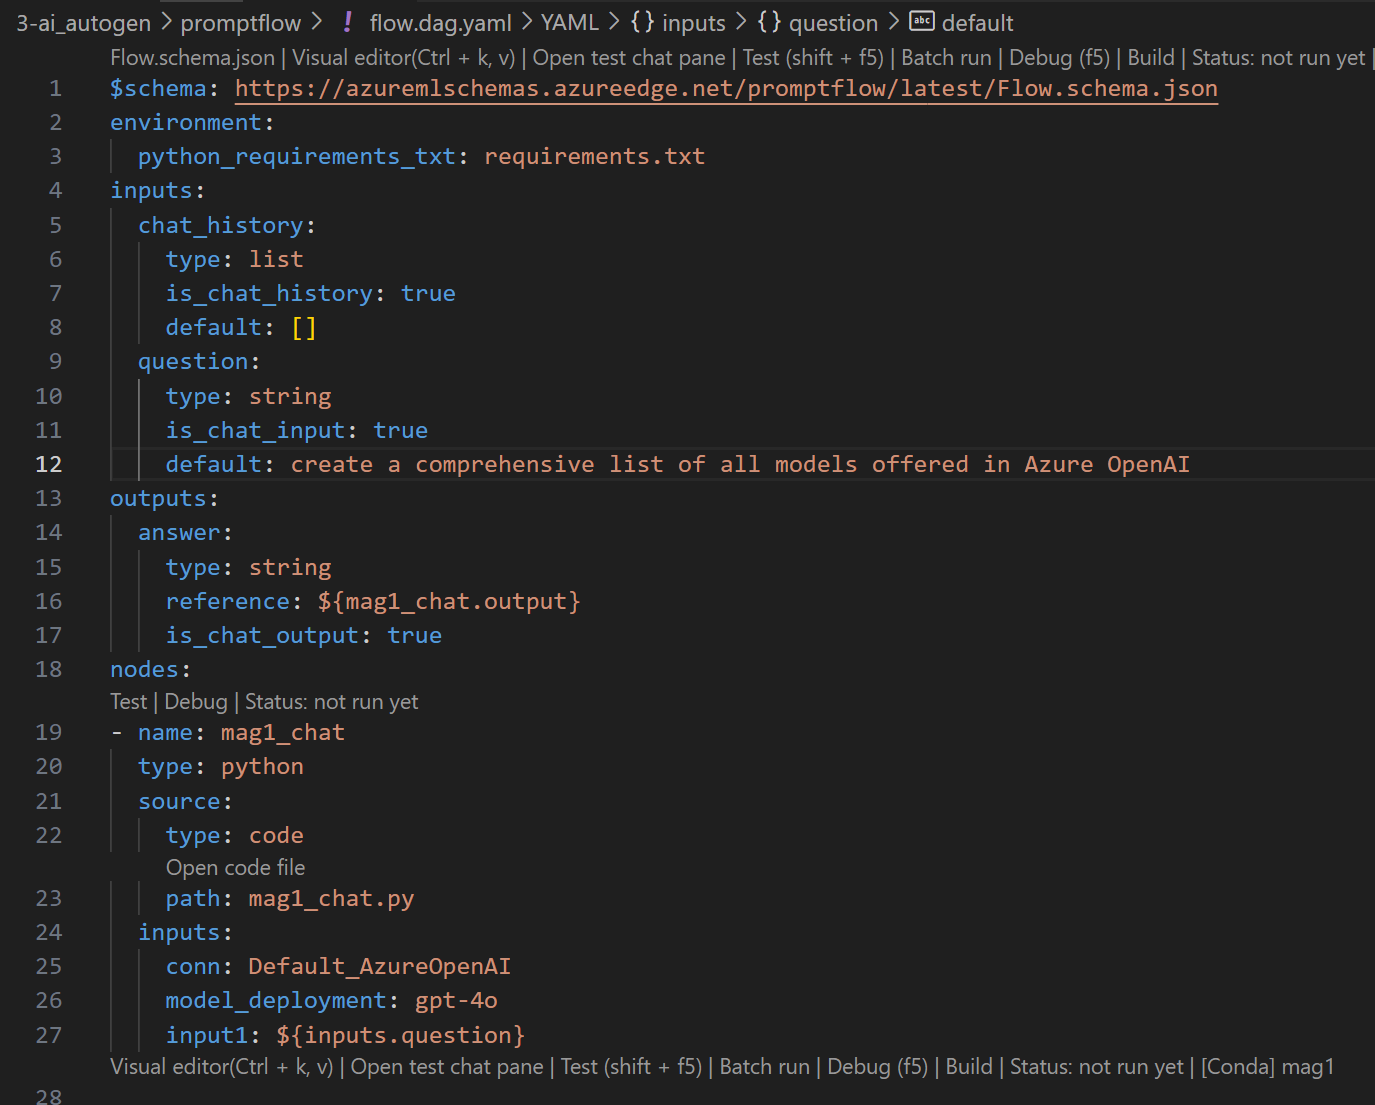 3-ai_autogen > promptflow > ! flow.dag.yaml > YAML > {} inputs > {} question > abc default
Flow.schema.json | Visual editor(Ctrl + k, v) | Open test chat pane | Test (shift + f5) | Batch run | Debug (f5) | Build | Status: not run yet |
1 $schema: https://azuremlschemas.azureedge.net/promptflow/latest/Flow.schema.json
2 environment:
3   python_requirements_txt: requirements.txt
4 inputs:
5   chat_history:
6     type: list
7     is_chat_history: true
8     default: []
9   question:
10     type: string
11     is_chat_input: true
12     default: create a comprehensive list of all models offered in Azure OpenAI
13 outputs:
14   answer:
15     type: string
16     reference: ${mag1_chat.output}
17     is_chat_output: true
18 nodes:
Test | Debug | Status: not run yet
19 - name: mag1_chat
20   type: python
21   source:
22     type: code
Open code file
23     path: mag1_chat.py
24   inputs:
25     conn: Default_AzureOpenAI
26     model_deployment: gpt-4o
27     input1: ${inputs.question}
Visual editor(Ctrl + k, v) | Open test chat pane | Test (shift + f5) | Batch run | Debug (f5) | Build | Status: not run yet | [Conda] mag1
28